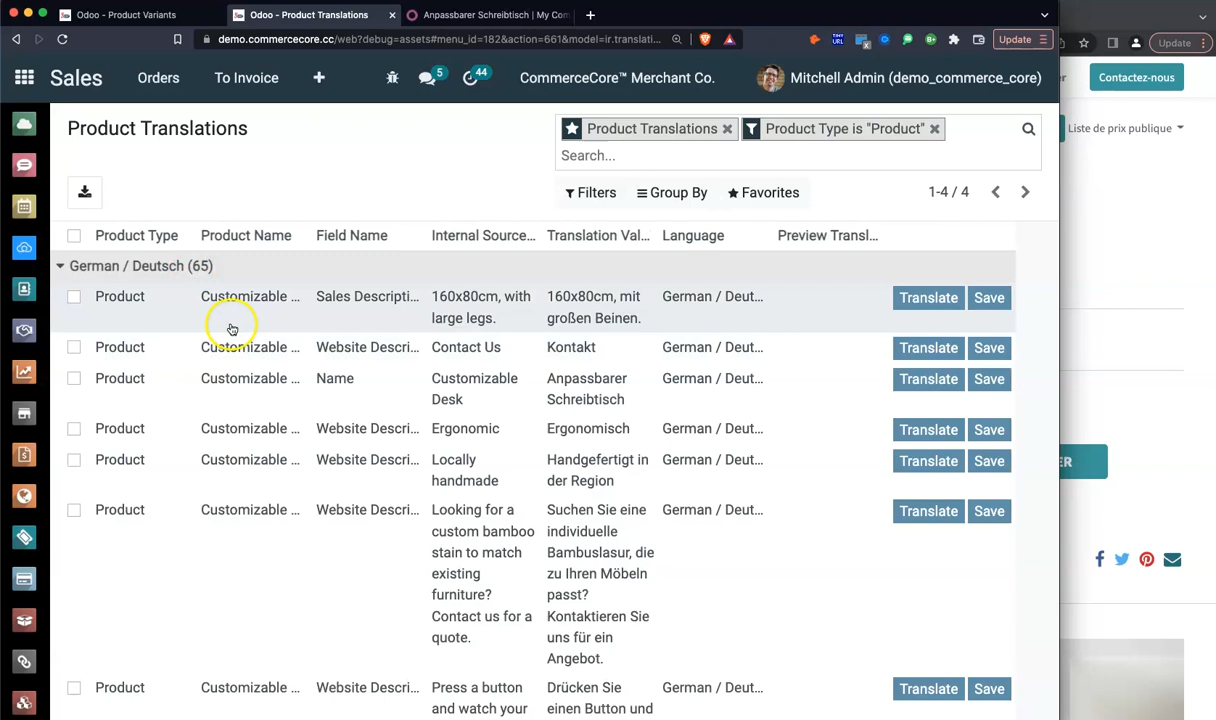 Odoo - Product Variants
Odoo - Product Translations
Anpassbarer Schreibtisch | My Com
demo.commercecore.cc/web?debug=assets#menu_id=182&action=661&model=ir.translati...
Update
Update
Sales
Orders
To Invoice
5
44
CommerceCore™ Merchant Co.
Mitchell Admin (demo_commerce_core)
Contactez-nous
Product Translations
Product Translations
Product Type is "Product"
Liste de prix publique
Search...
Filters
Group By
Favorites
1-4 / 4
Product Type Product Name Field Name Internal Source... Translation Val... Language Preview Transl...
German / Deutsch (65)
Product Customizable ... Sales Descripti... 160x80cm, with 160x80cm, mit German / Deut... Translate Save
large legs. großen Beinen.
Product Customizable ... Website Descri... Contact Us Kontakt German / Deut... Translate Save
Product Customizable ... Name Customizable Anpassbarer German / Deut... Translate Save
Desk Schreibtisch
Product Customizable ... Website Descri... Ergonomic Ergonomisch German / Deut... Translate Save
Product Customizable ... Website Descri... Locally Handgefertigt in German / Deut... Translate Save
handmade der Region
ER
Product Customizable ... Website Descri... Looking for a Suchen Sie eine German / Deut... Translate Save
custom bamboo individuelle
stain to match Bambuslasur, die
existing zu Ihren Möbeln
furniture? passt?
Contact us for a Kontaktieren Sie
quote. uns für ein
Angebot.
Product Customizable ... Website Descri... Press a button Drücken Sie German / Deut... Translate Save
and watch your einen Button und